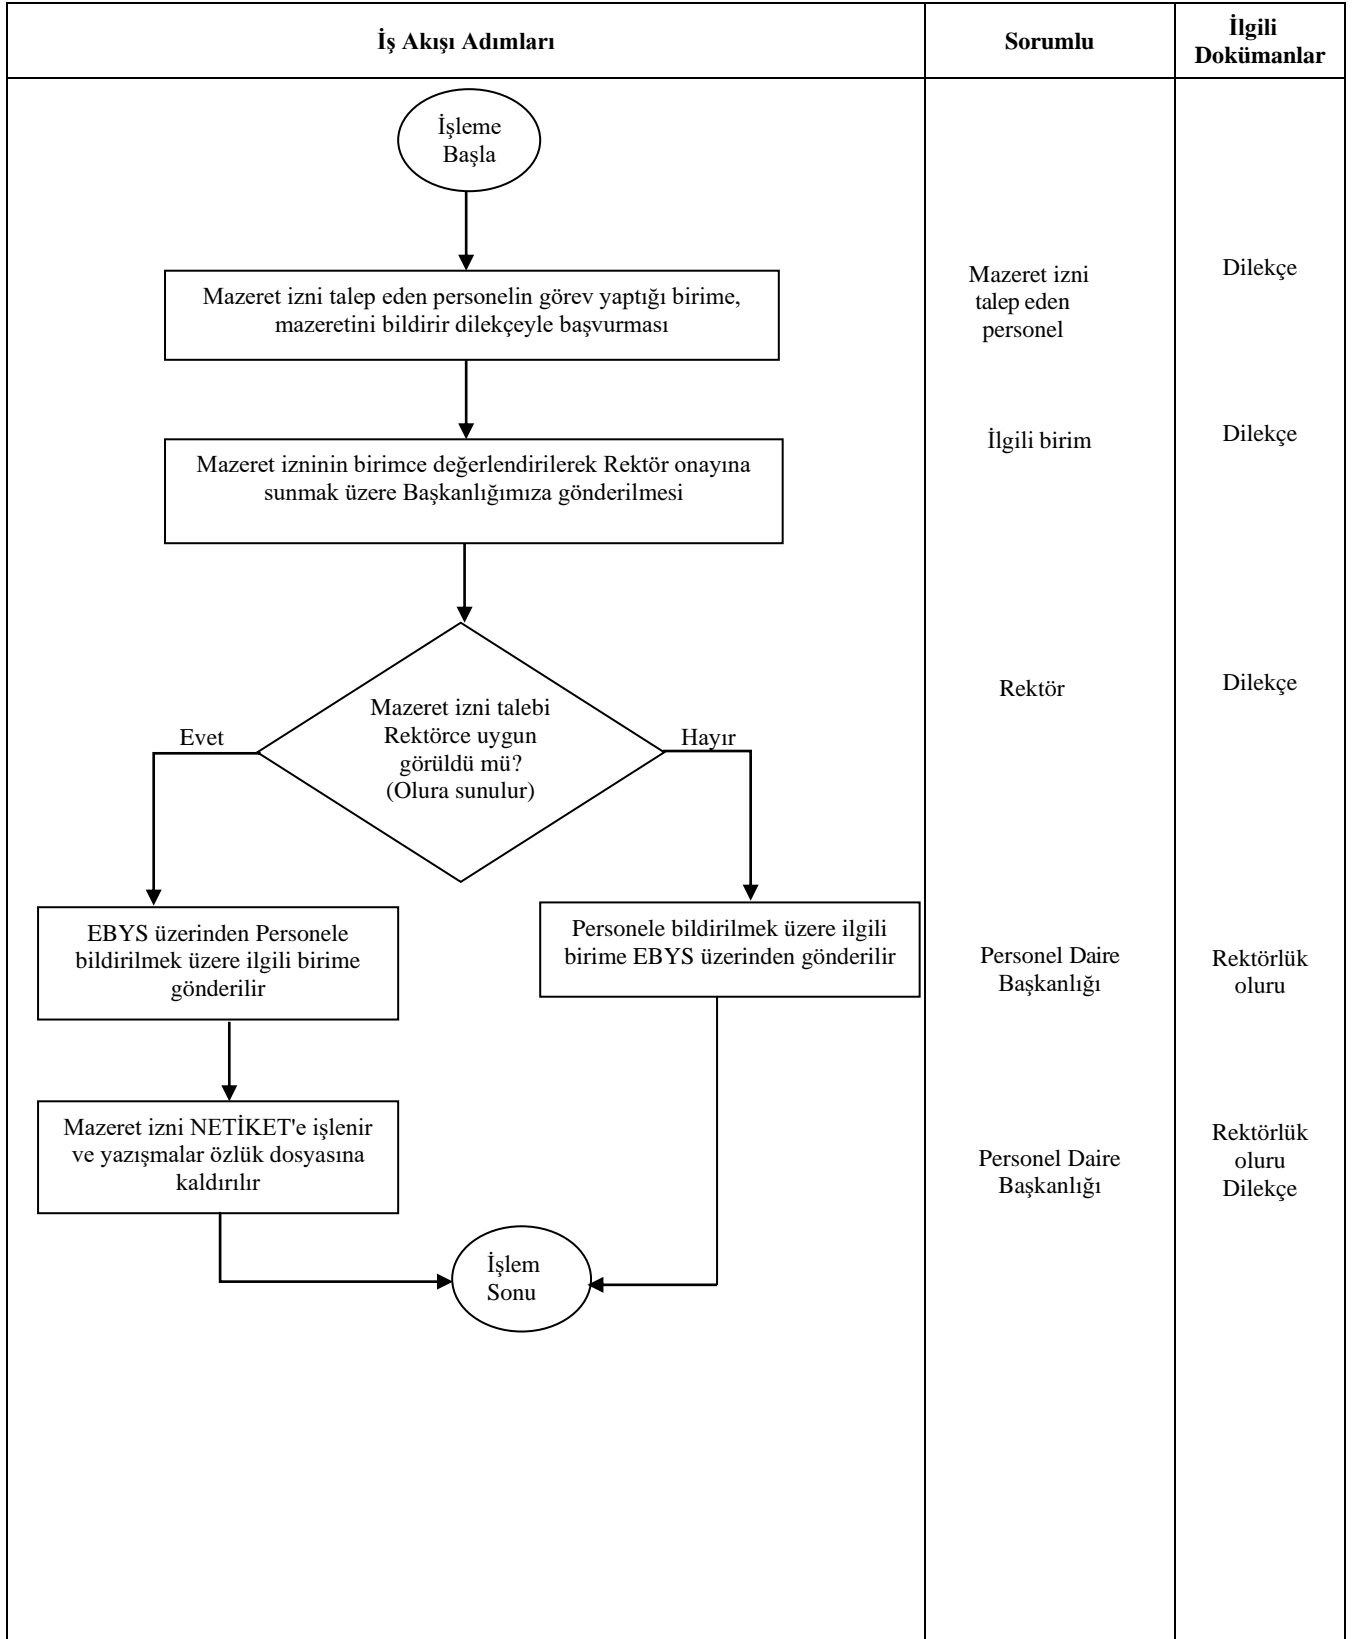 İş Akışı Adımları
Sorumlu
İlgili
Dokümanlar
İşleme
Başla
Mazeret izni talep eden personelin görev yaptığı birime,
mazeretini bildirir dilekçeyle başvurması
Mazeret izni
talep eden
personel
Dilekçe
Mazeret izninin birimce değerlendirilerek Rektör onayına
sunmak üzere Başkanlığımıza gönderilmesi
İlgili birim
Dilekçe
Mazeret izni talebi
Rektörce uygun
görüldü mü?
(Olura sunulur)
Evet
Hayır
Rektör
Dilekçe
EBYS üzerinden Personele
bildirilmek üzere ilgili birime
gönderilir
Personele bildirilmek üzere ilgili
birime EBYS üzerinden gönderilir
Personel Daire
Başkanlığı
Rektörlük
oluru
Mazeret izni NETİKET'e işlenir
ve yazışmalar özlük dosyasına
kaldırılır
Personel Daire
Başkanlığı
Rektörlük
oluru
Dilekçe
İşlem
Sonu